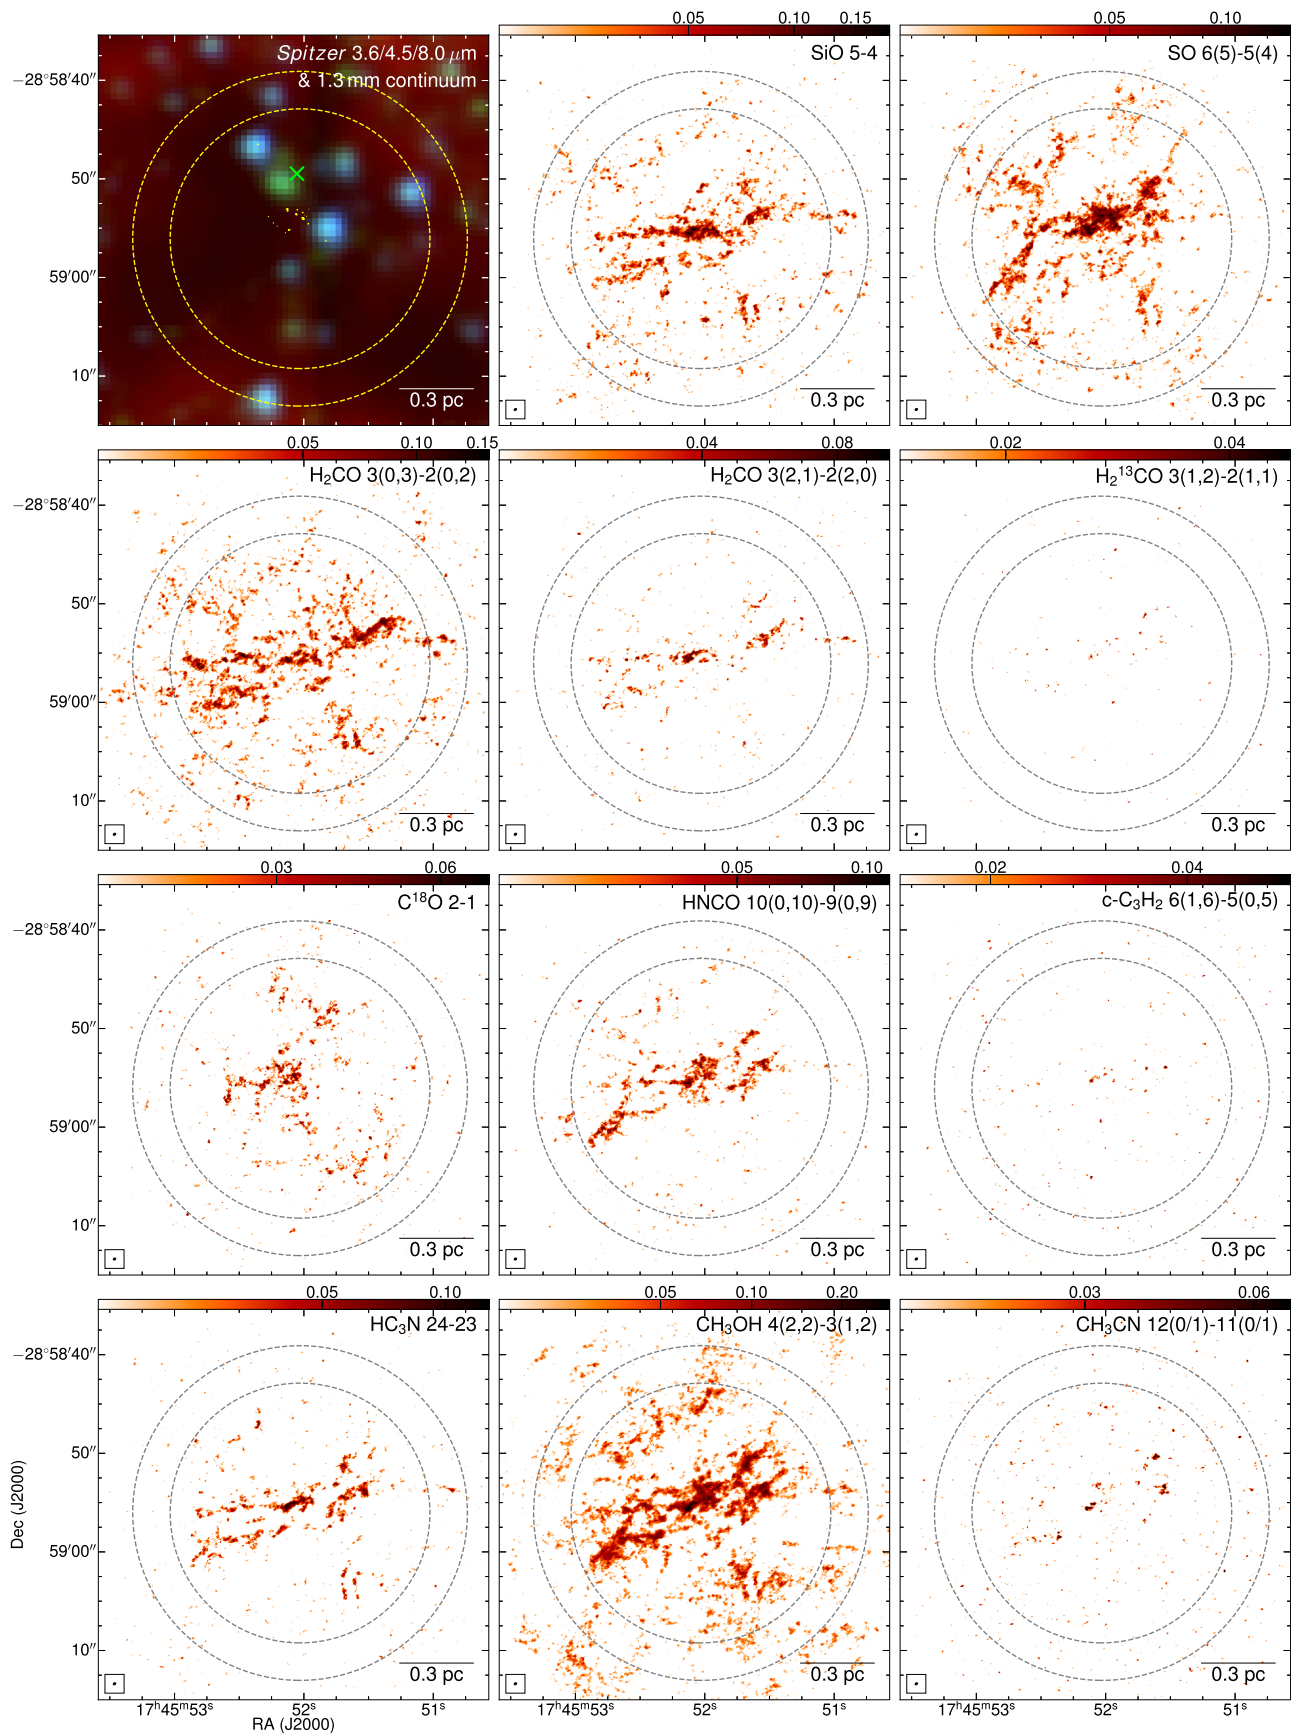 0.05 0.10 0.15
0.05 0.10
Spitzer 3.6/4.5/8.0 μm
& 1.3 mm continuum
SiO 5-4
SO 6(5)-5(4)
−28°58′40″
50″
59′00″
10″
0.3 pc
0.3 pc
0.3 pc
0.05 0.10 0.15
0.04 0.08
0.02 0.04
H₂CO 3(0,3)-2(0,2)
H₂CO 3(2,1)-2(2,0)
H₂¹³CO 3(1,2)-2(1,1)
−28°58′40″
50″
59′00″
10″
0.3 pc
0.3 pc
0.3 pc
0.03 0.06
0.05 0.10
0.02 0.04
C¹⁸O 2-1
HNCO 10(0,10)-9(0,9)
c-C₃H₂ 6(1,6)-5(0,5)
−28°58′40″
50″
59′00″
10″
0.3 pc
0.3 pc
0.3 pc
0.05 0.10
0.05 0.10 0.20
0.03 0.06
HC₃N 24-23
CH₃OH 4(2,2)-3(1,2)
CH₃CN 12(0/1)-11(0/1)
−28°58′40″
50″
59′00″
10″
Dec (J2000)
0.3 pc
0.3 pc
0.3 pc
17ʰ45ᵐ53ˢ 52ˢ 51ˢ
17ʰ45ᵐ53ˢ 52ˢ 51ˢ
17ʰ45ᵐ53ˢ 52ˢ 51ˢ
RA (J2000)